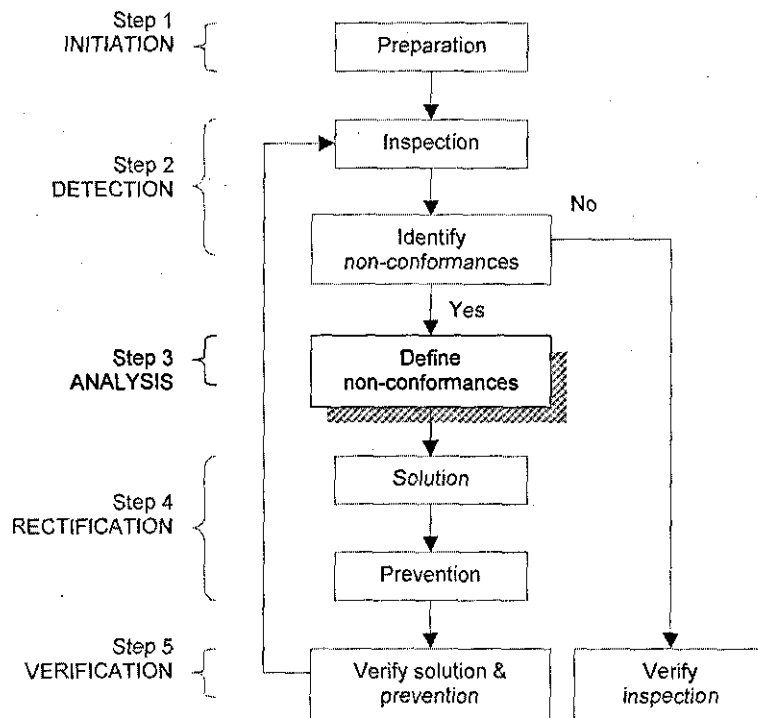 Step 1
INITIATION
Preparation
Step 2
DETECTION
Inspection
No
Identify
non-conformances
Yes
Step 3
ANALYSIS
Define
non-conformances
Step 4
RECTIFICATION
Solution
Prevention
Step 5
VERIFICATION
Verify solution &
prevention
Verify
inspection